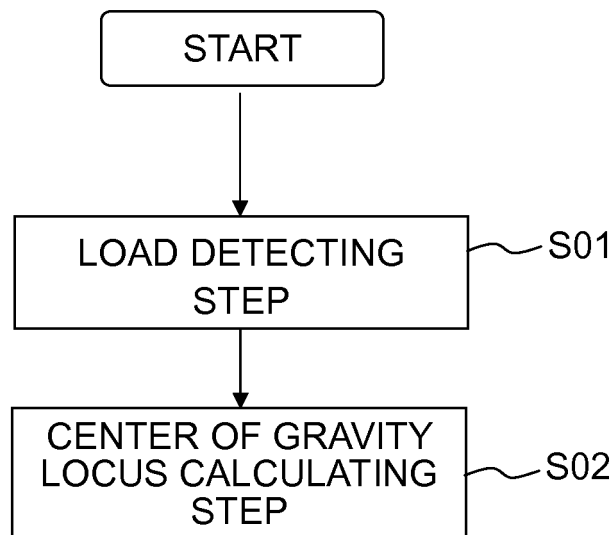 START
LOAD DETECTING
STEP
S01
CENTER OF GRAVITY
LOCUS CALCULATING
STEP
S02